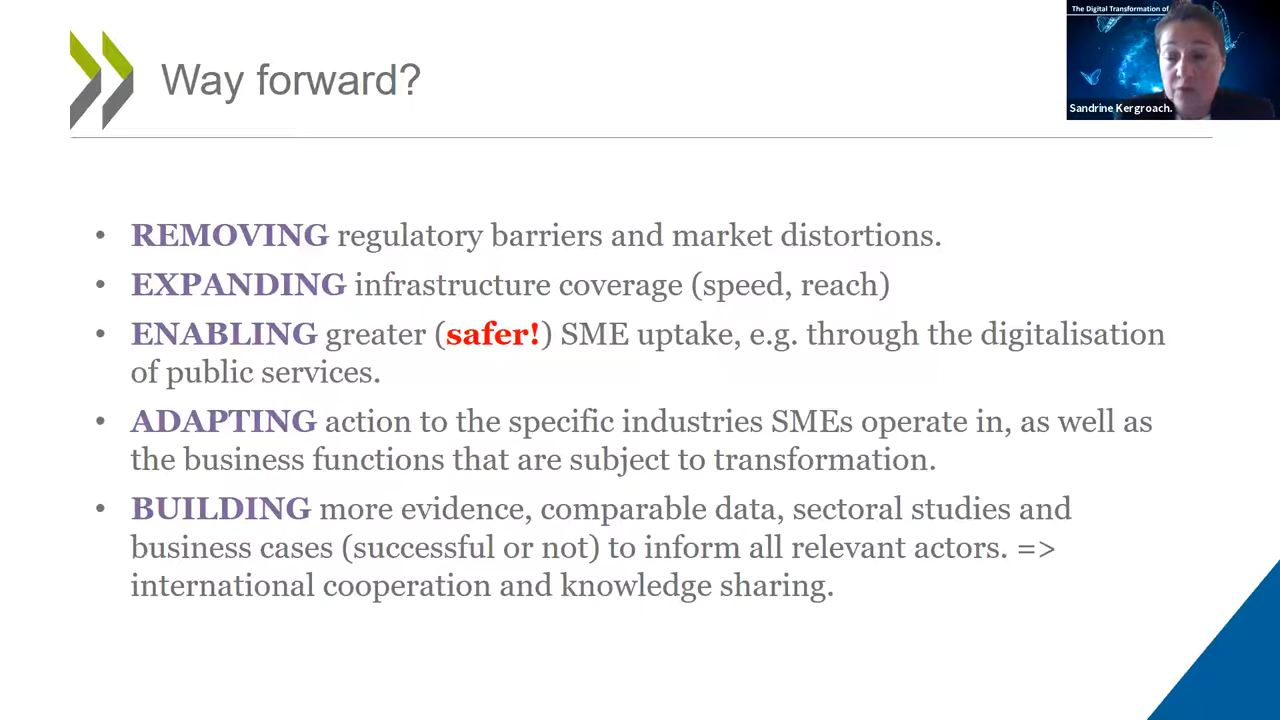 The Digital Transformation of
Sandrine Kergroach.
Way forward?
• REMOVING regulatory barriers and market distortions.
• EXPANDING infrastructure coverage (speed, reach)
• ENABLING greater (safer!) SME uptake, e.g. through the digitalisation
of public services.
• ADAPTING action to the specific industries SMEs operate in, as well as
the business functions that are subject to transformation.
• BUILDING more evidence, comparable data, sectoral studies and
business cases (successful or not) to inform all relevant actors. =>
international cooperation and knowledge sharing.